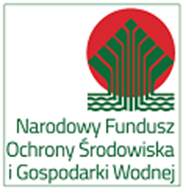 Narodowy Fundusz
Ochrony Środowiska
i Gospodarki Wodnej